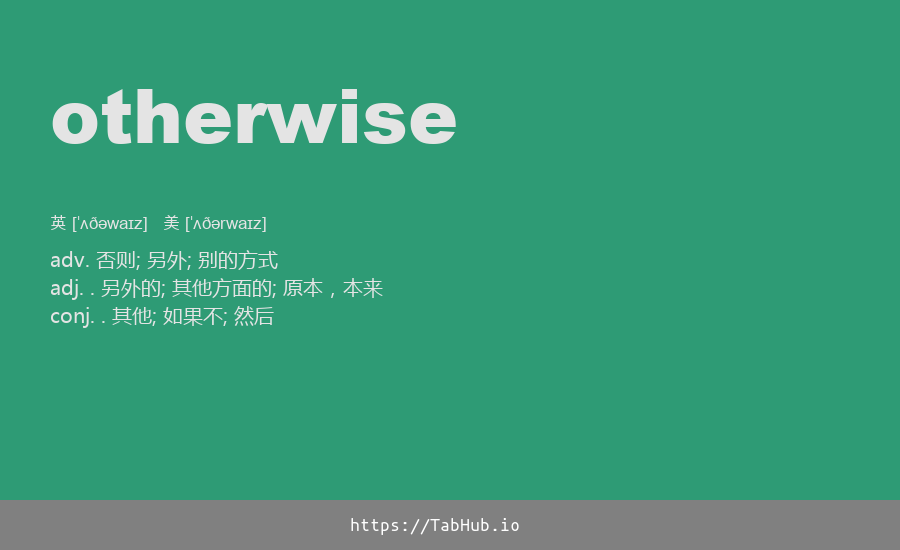 otherwise
英 [ˈʌðəwaɪz] 美 [ˈʌðərwaɪz]
adv. 否则; 另外; 别的方式
adj. . 另外的; 其他方面的; 原本，本来
conj. . 其他; 如果不; 然后
https://TabHub.io